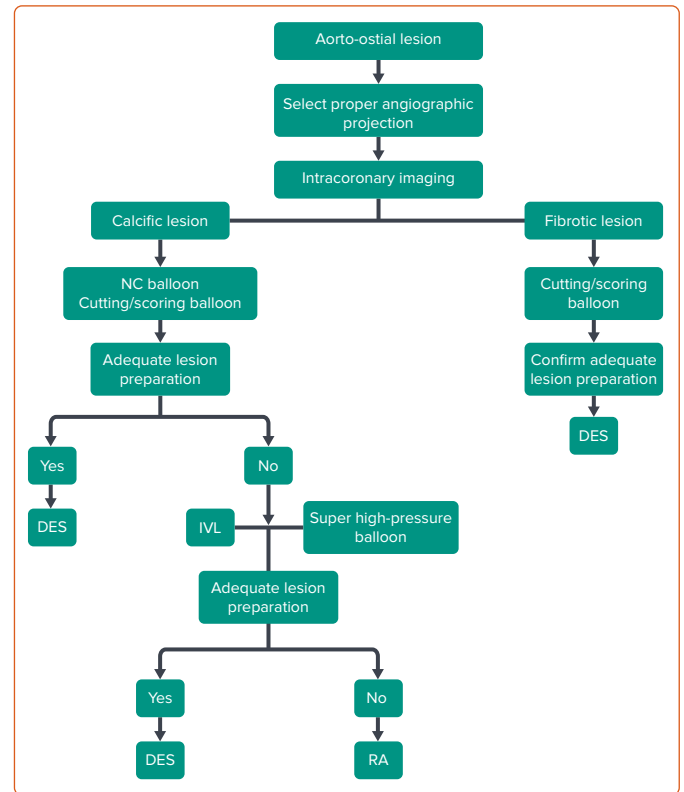 Aorto-ostial lesion
Select proper angiographic
projection
Intracoronary imaging
Calcific lesion
Fibrotic lesion
NC balloon
Cutting/scoring balloon
Cutting/scoring
balloon
Adequate lesion
preparation
Confirm adequate
lesion preparation
DES
Yes
No
DES
IVL
Super high-pressure
balloon
Adequate lesion
preparation
Yes
No
DES
RA